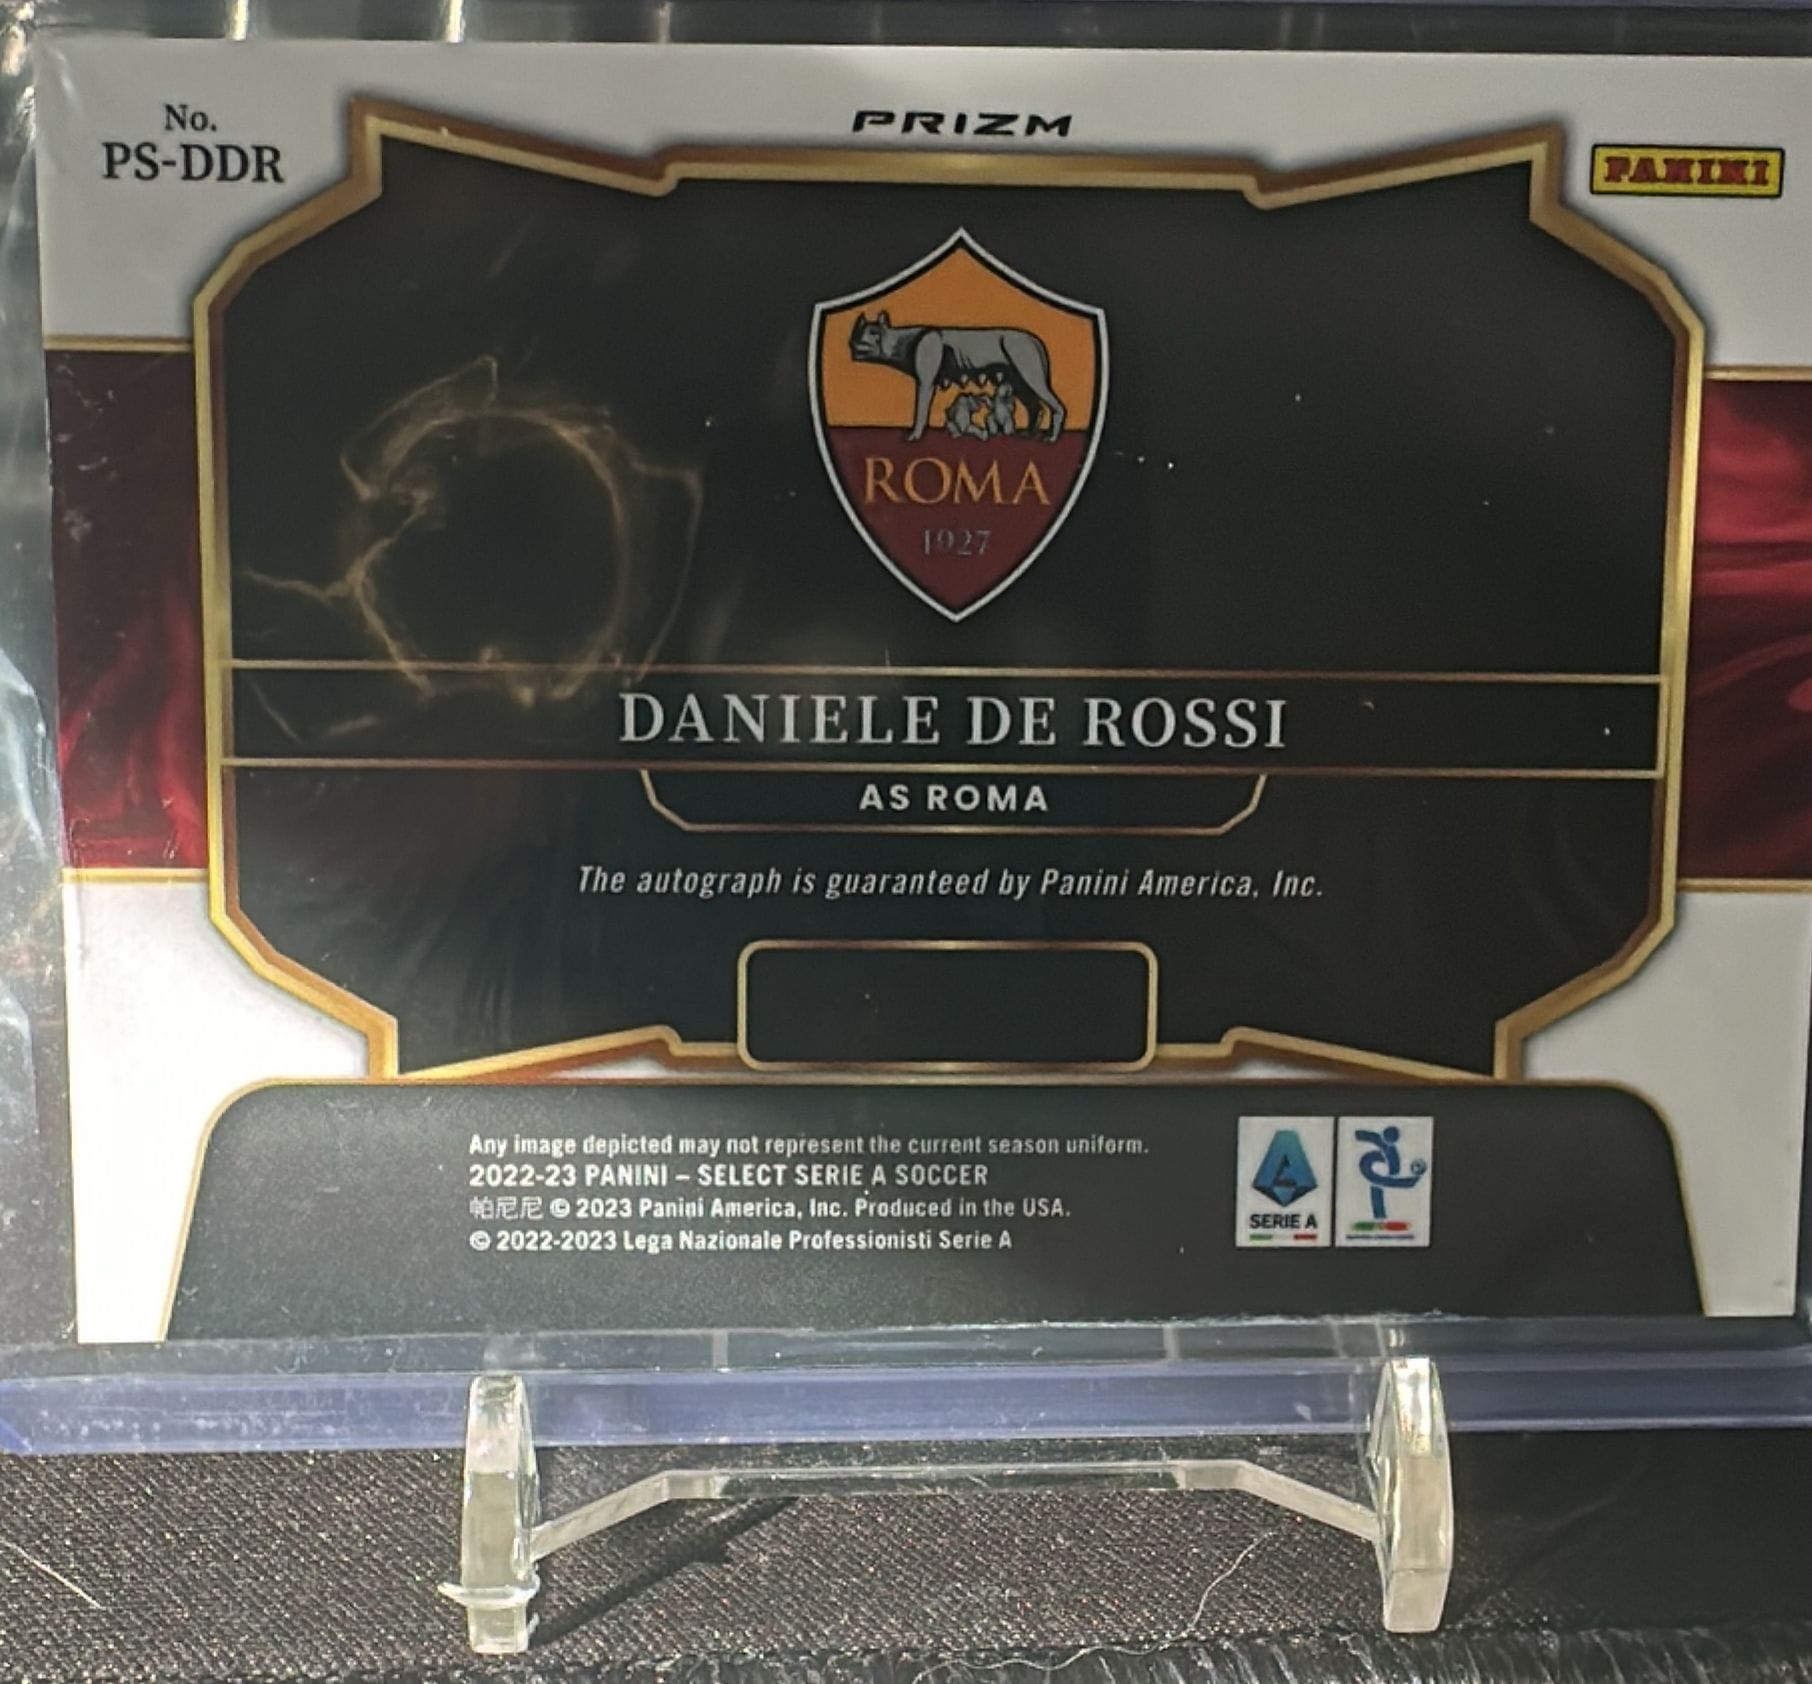 No.
PS-DDR
PRIZM
PANINI
ROMA
1927
DANIELE DE ROSSI
AS ROMA
The autograph is guaranteed by Panini America, Inc.
Any image depicted may not represent the current season uniform.
2022-23 PANINI – SELECT SERIE A SOCCER
帕尼尼 © 2023 Panini America, Inc. Produced in the USA.
© 2022-2023 Lega Nazionale Professionisti Serie A
SERIE A